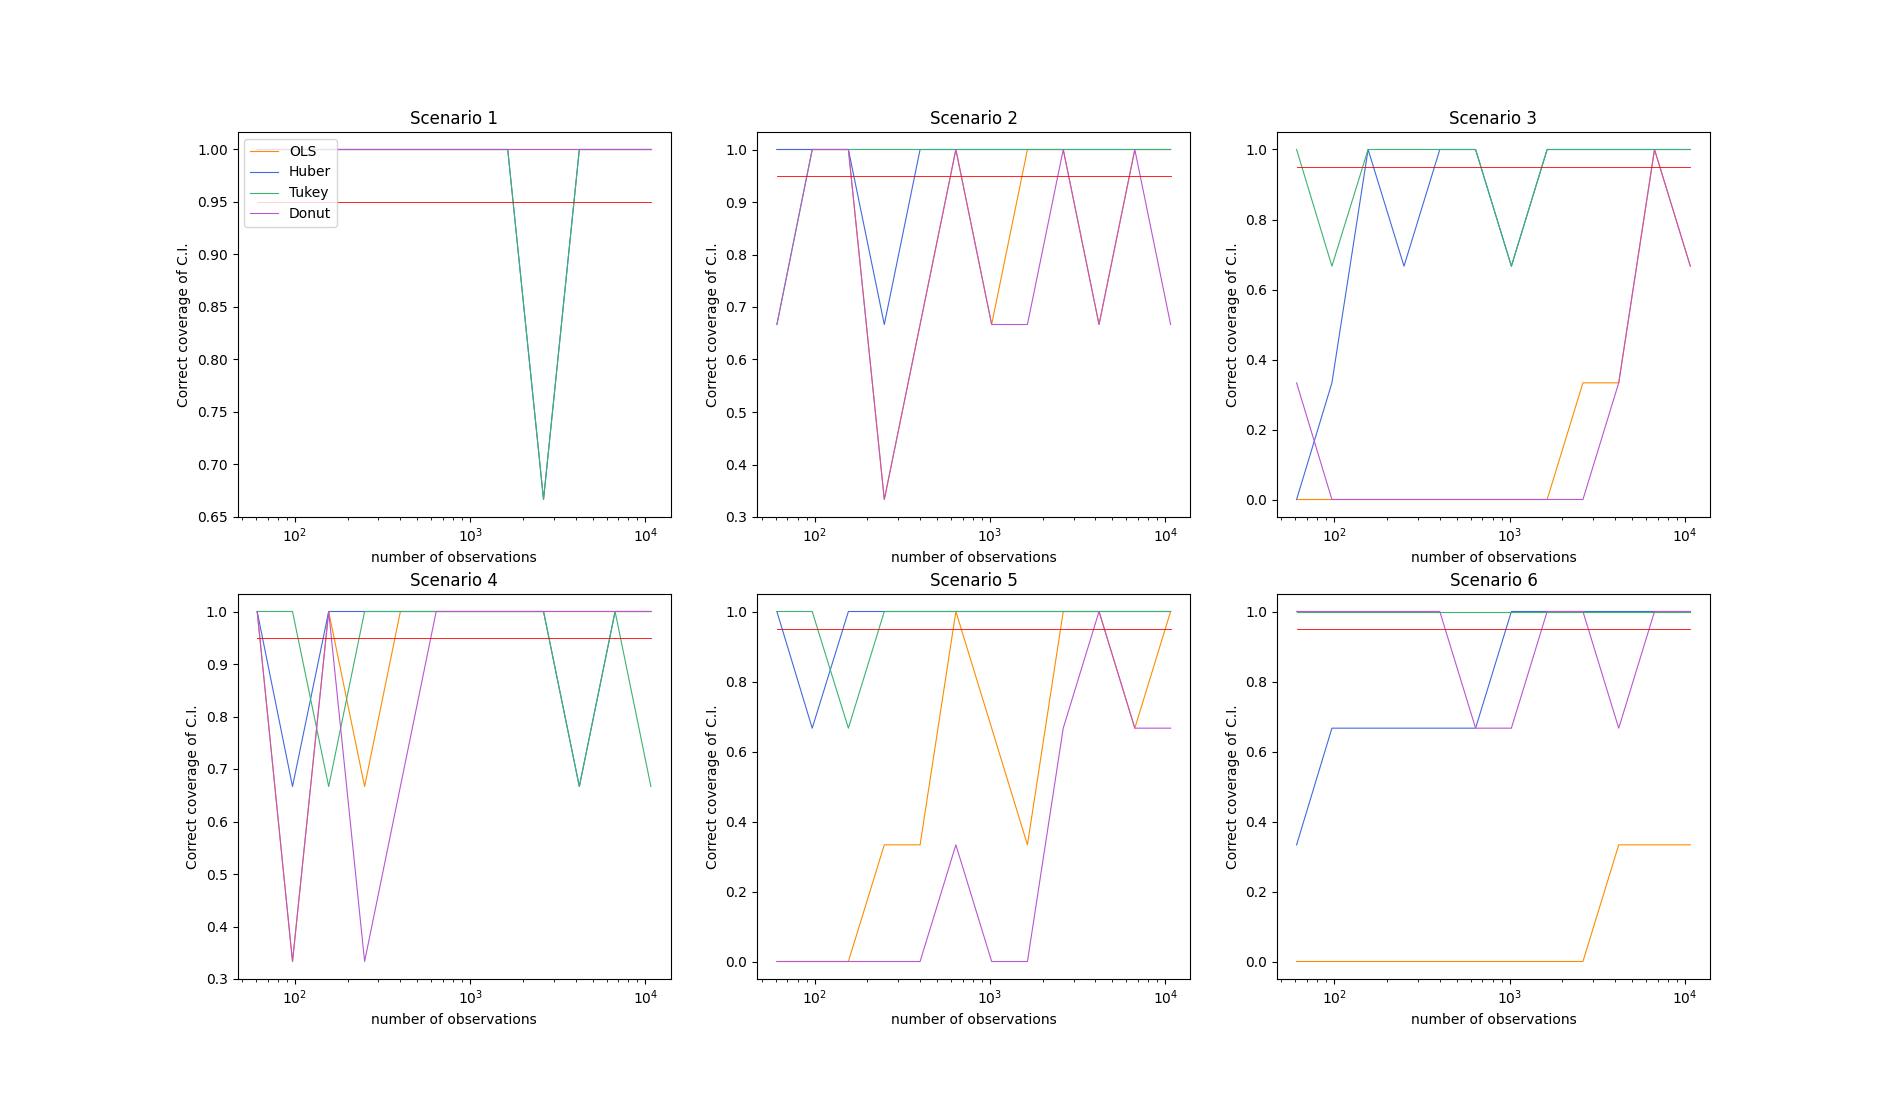 Scenario 1
1.00
0.95
0.90
0.85
0.80
0.75
0.70
0.65
Correct coverage of C.I.
OLS
Huber
Tukey
Donut
10² 10³ 10⁴
number of observations
Scenario 2
1.0
0.9
0.8
0.7
0.6
0.5
0.4
0.3
Correct coverage of C.I.
10² 10³ 10⁴
number of observations
Scenario 3
1.0
0.8
0.6
0.4
0.2
0.0
Correct coverage of C.I.
10² 10³ 10⁴
number of observations
Scenario 4
1.0
0.9
0.8
0.7
0.6
0.5
0.4
0.3
Correct coverage of C.I.
10² 10³ 10⁴
number of observations
Scenario 5
1.0
0.8
0.6
0.4
0.2
0.0
Correct coverage of C.I.
10² 10³ 10⁴
number of observations
Scenario 6
1.0
0.8
0.6
0.4
0.2
0.0
Correct coverage of C.I.
10² 10³ 10⁴
number of observations